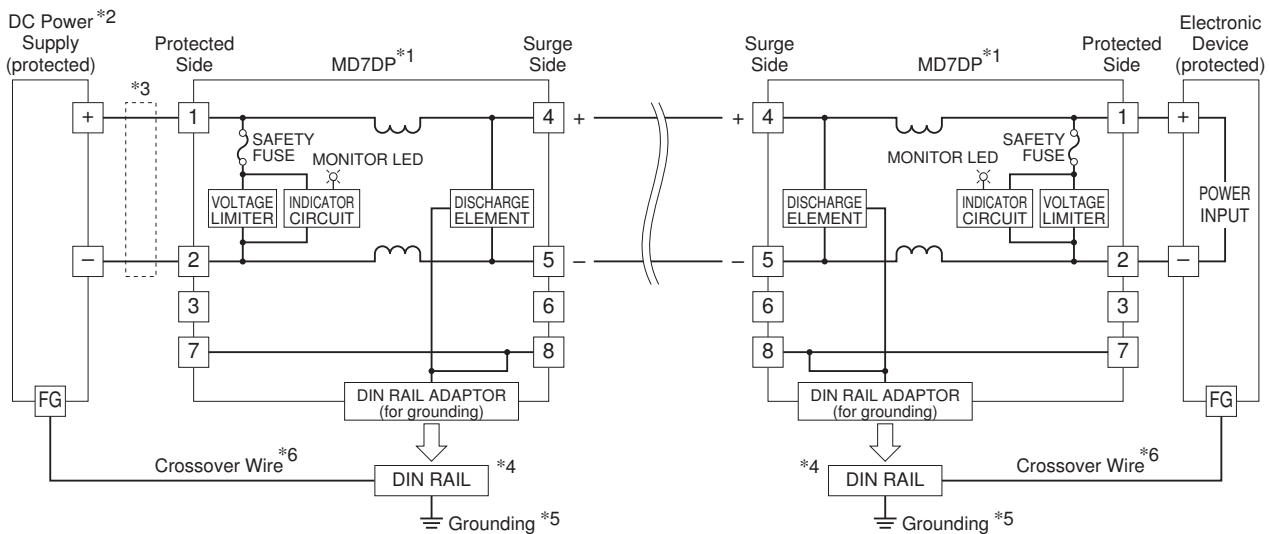 DC Power *2
Supply
(protected)
Protected
Side
MD7DP*1
Surge
Side
Surge
Side
MD7DP*1
Protected
Side
Electronic
Device
(protected)
*3
+
1
4
+
+
4
1
+
SAFETY
FUSE
MONITOR LED
MONITOR LED
SAFETY
FUSE
VOLTAGE
LIMITER
INDICATOR
CIRCUIT
DISCHARGE
ELEMENT
DISCHARGE
ELEMENT
INDICATOR
CIRCUIT
VOLTAGE
LIMITER
POWER
INPUT
–
2
5
–
–
5
2
–
3
6
6
3
7
8
8
7
FG
DIN RAIL ADAPTOR
(for grounding)
DIN RAIL ADAPTOR
(for grounding)
FG
Crossover Wire*6
DIN RAIL
*4
*4
DIN RAIL
Crossover Wire*6
Grounding *5
Grounding *5